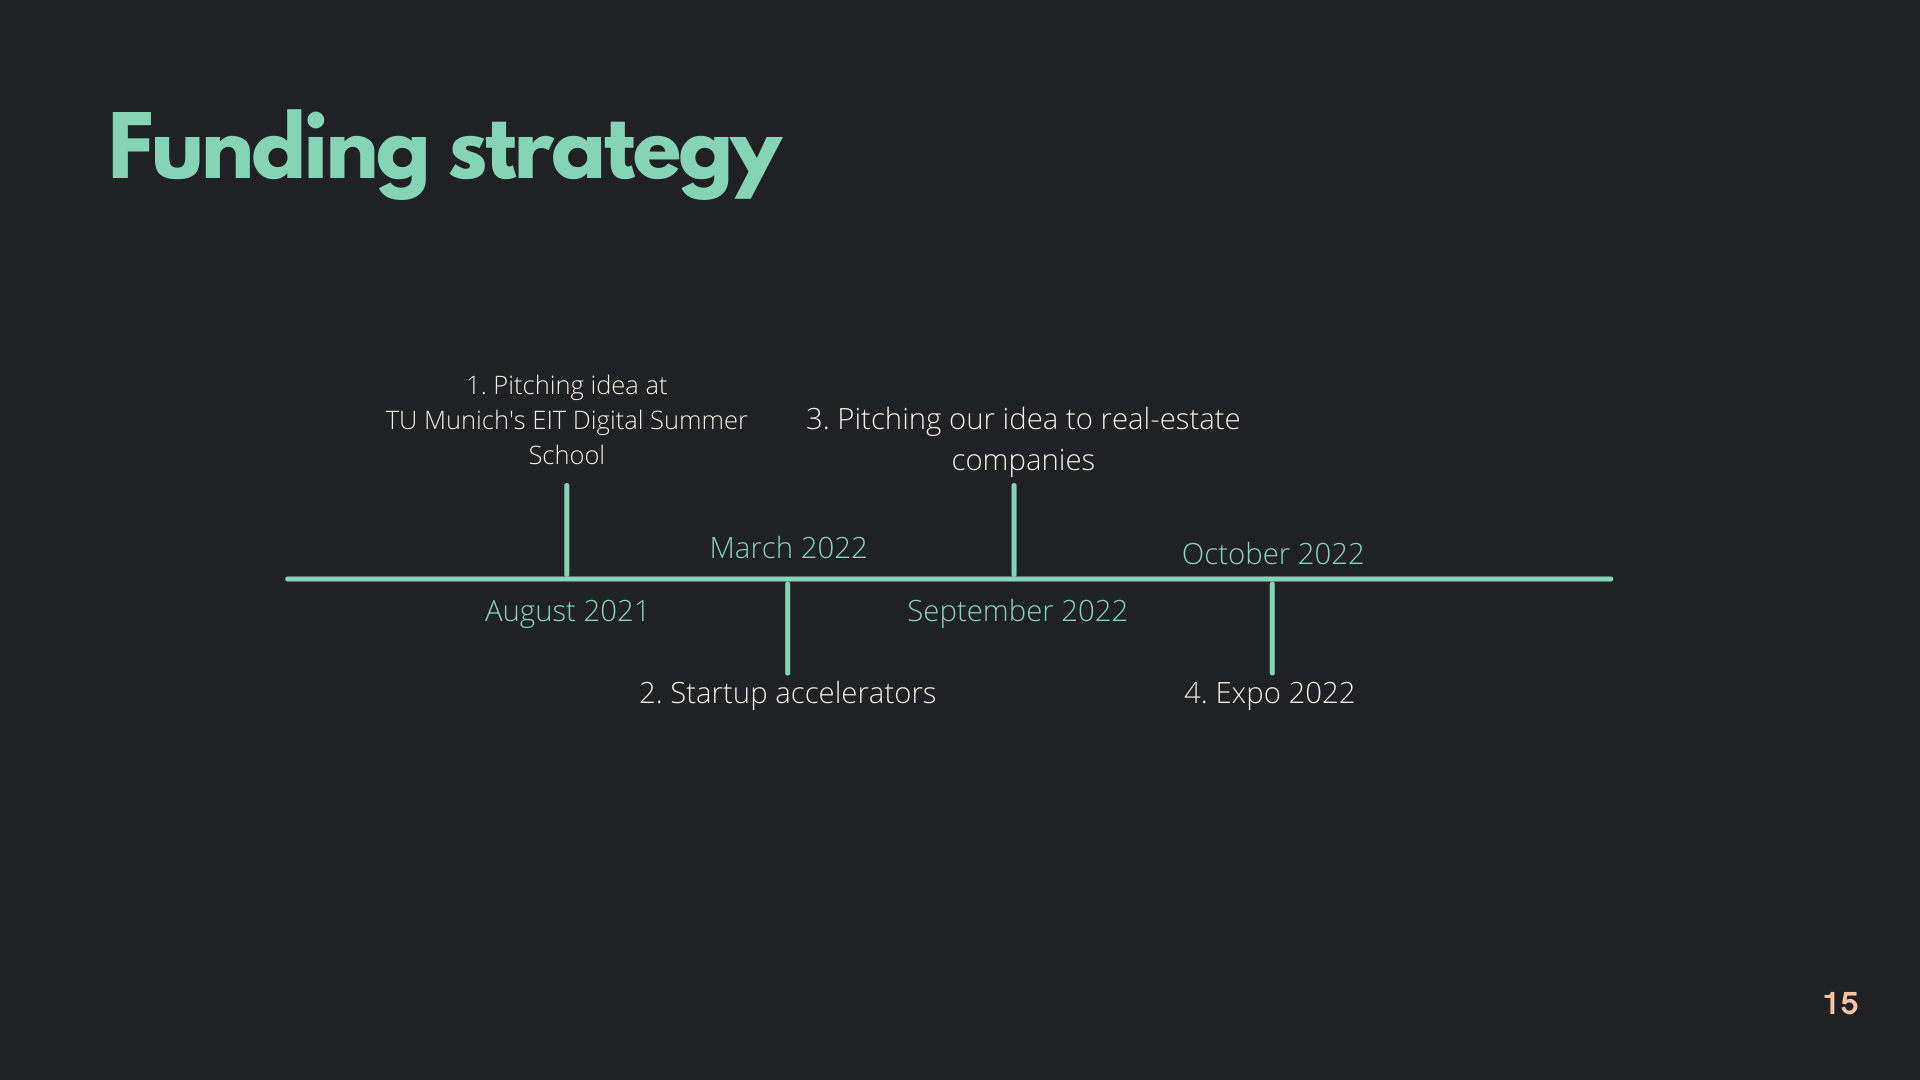 Funding strategy
1. Pitching idea at
TU Munich's EIT Digital Summer
School
3. Pitching our idea to real-estate
companies
March 2022
October 2022
August 2021
September 2022
2. Startup accelerators
4. Expo 2022
15